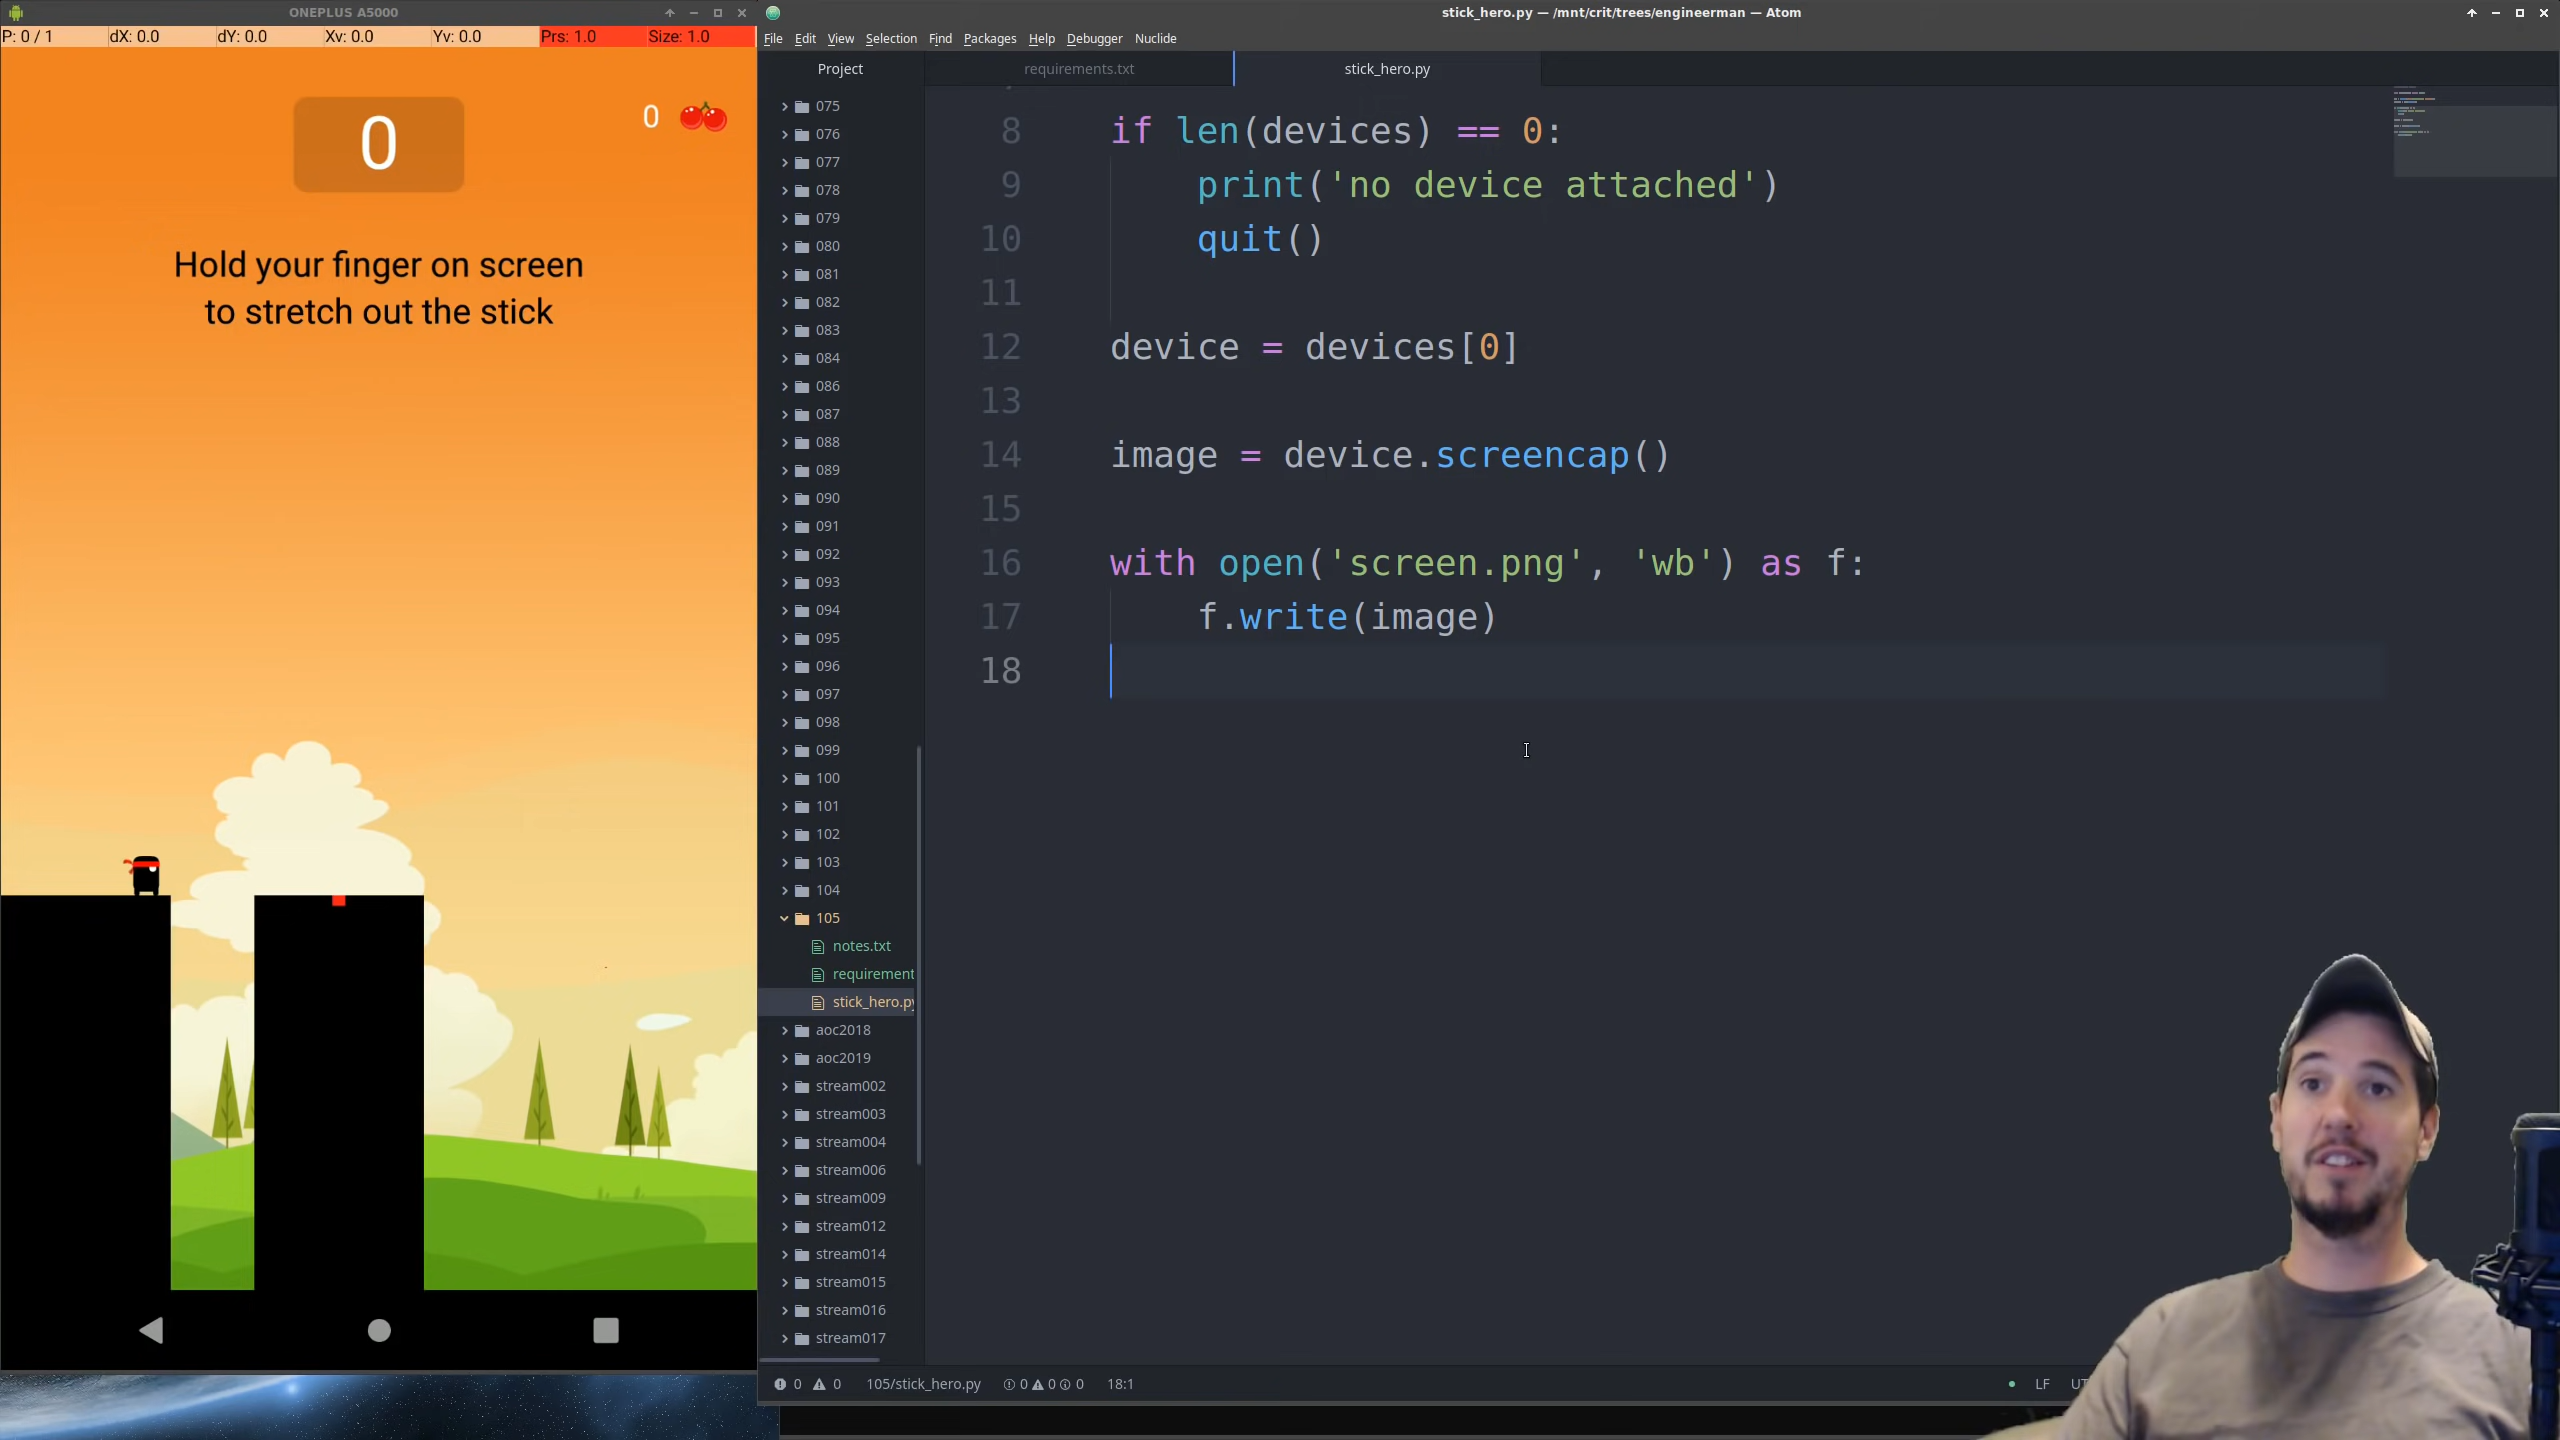 ONEPLUS A5000
P: 0 / 1
dX: 0.0
dY: 0.0
Xv: 0.0
Yv: 0.0
Prs: 1.0
Size: 1.0
0
0
Hold your finger on screen
to stretch out the stick
stick_hero.py — /mnt/crit/trees/engineerman — Atom
File
Edit
View
Selection
Find
Packages
Help
Debugger
Nuclide
Project
075
076
077
078
079
080
081
082
083
084
086
087
088
089
090
091
092
093
094
095
096
097
098
099
100
101
102
103
104
105
notes.txt
requirement
stick_hero.py
aoc2018
aoc2019
stream002
stream003
stream004
stream006
stream009
stream012
stream014
stream015
stream016
stream017
requirements.txt
stick_hero.py
8 if len(devices) == 0:
9 print('no device attached')
10 quit()
11
12 device = devices[0]
13
14 image = device.screencap()
15
16 with open('screen.png', 'wb') as f:
17 f.write(image)
18
0
0
105/stick_hero.py
0
0
0
18:1
LF